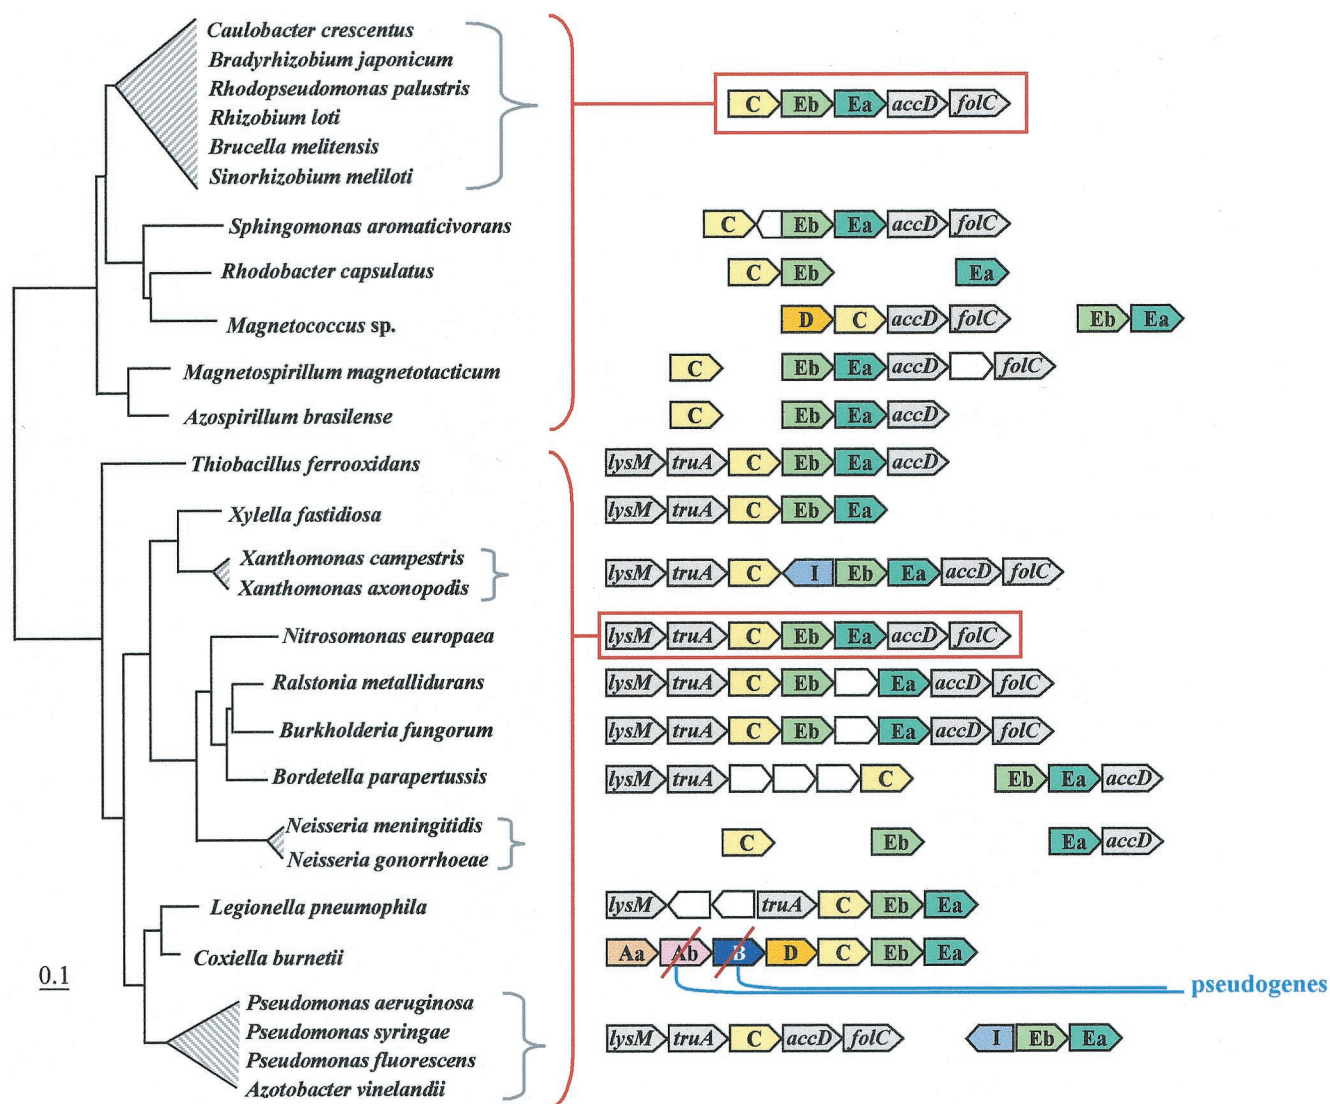 Caulobacter crescentus
Bradyrhizobium japonicum
Rhodopseudomonas palustris
Rhizobium loti
Brucella melitensis
Sinorhizobium meliloti
C Eb Ea accD folC
Sphingomonas aromaticivorans C Eb Ea accD folC
Rhodobacter capsulatus C Eb Ea
Magnetococcus sp. D C accD folC Eb Ea
Magnetospirillum magnetotacticum C Eb Ea accD folC
Azospirillum brasilense C Eb Ea accD
Thiobacillus ferrooxidans lysM truA C Eb Ea accD
Xylella fastidiosa lysM truA C Eb Ea
Xanthomonas campestris
Xanthomonas axonopodis
lysM truA C I Eb Ea accD folC
Nitrosomonas europaea lysM truA C Eb Ea accD folC
Ralstonia metallidurans lysM truA C Eb Ea accD folC
Burkholderia fungorum lysM truA C Eb Ea accD folC
Bordetella parapertussis lysM truA C Eb Ea accD
Neisseria meningitidis
Neisseria gonorrhoeae
C Eb Ea accD
Legionella pneumophila lysM truA C Eb Ea
Coxiella burnetii Aa Ab B D C Eb Ea
0.1
pseudogenes
Pseudomonas aeruginosa
Pseudomonas syringae
Pseudomonas fluorescens
Azotobacter vinelandii
lysM truA C accD folC I Eb Ea